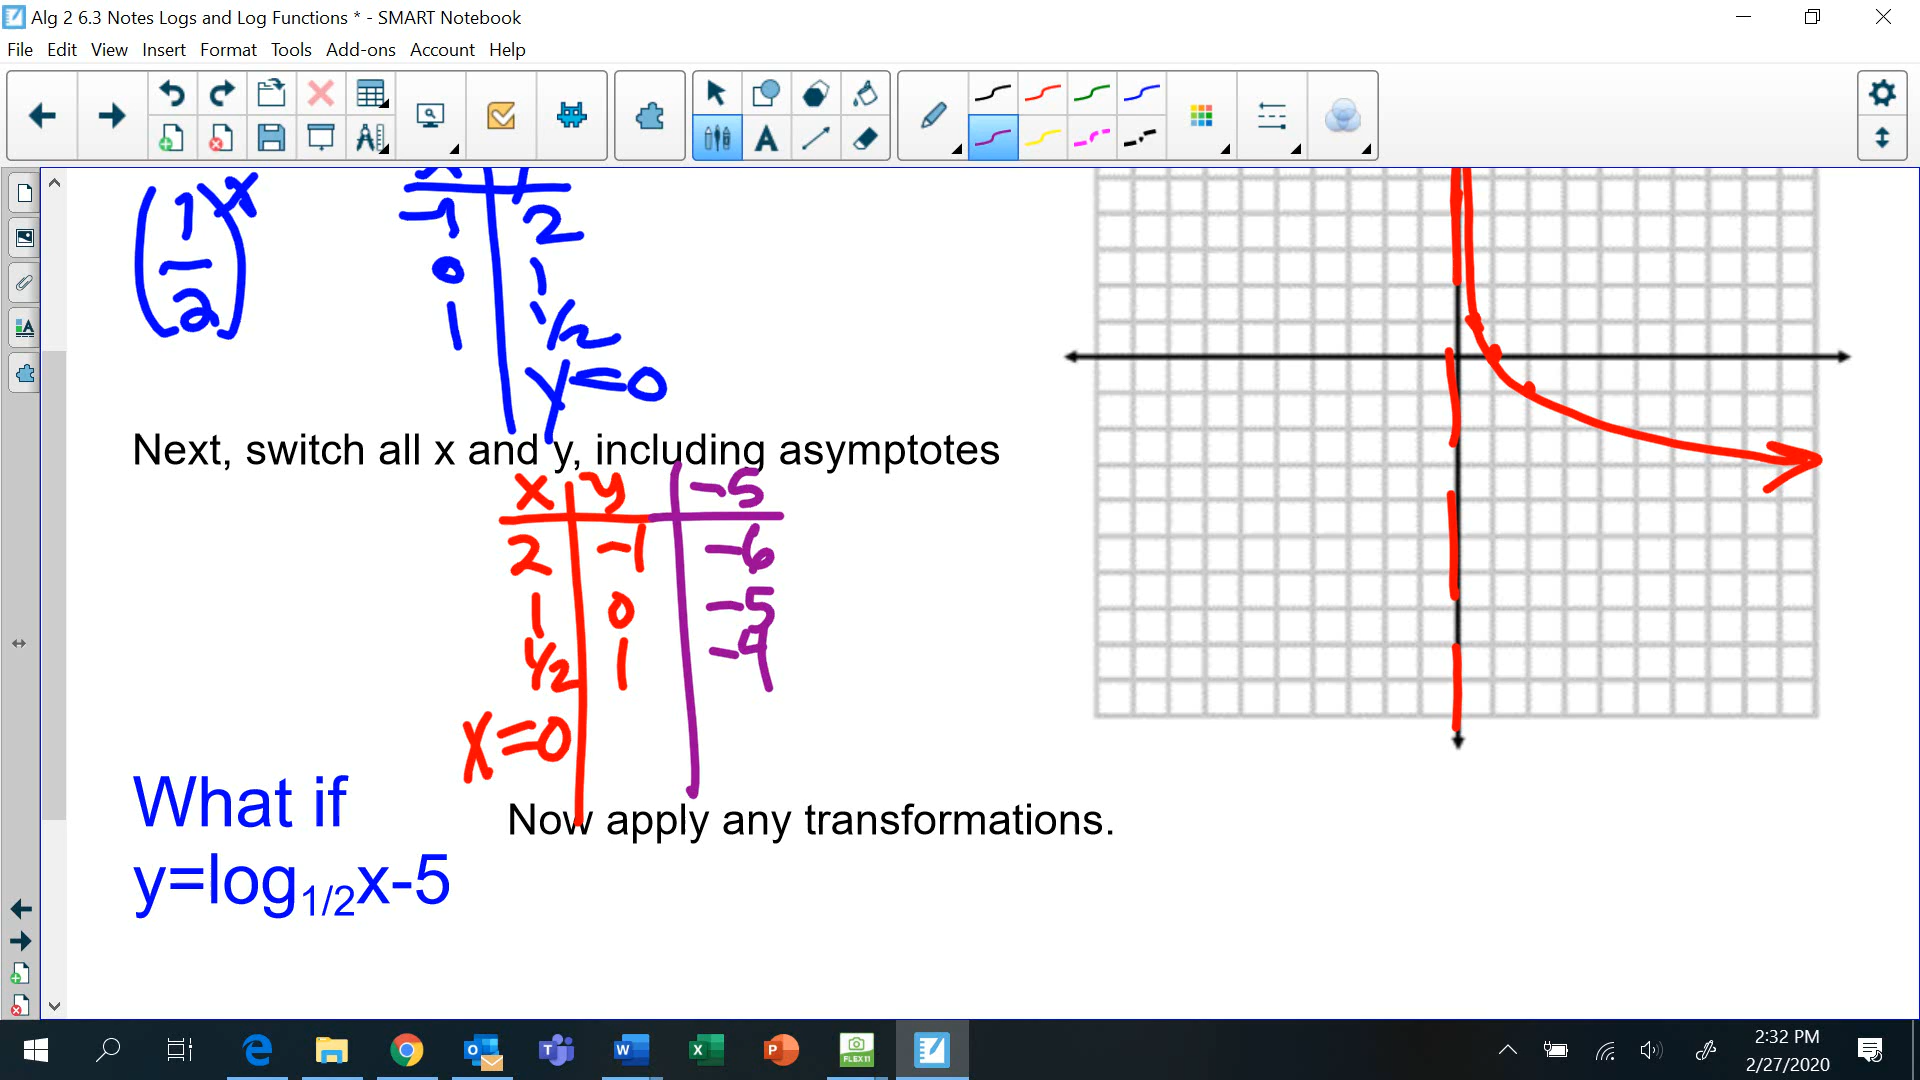 Alg 2 6.3 Notes Logs and Log Functions * - SMART Notebook
File Edit View Insert Format Tools Add-ons Account Help
(1/2)^x
-1 2
0 1
1 1/2
y=0
Next, switch all x and y, including asymptotes
x y -5
2 -1 -6
1 0 -5
1/2 1 -4
x=0
What if
Now apply any transformations.
y=log1/2x-5
2:32 PM
2/27/2020
FLEX11